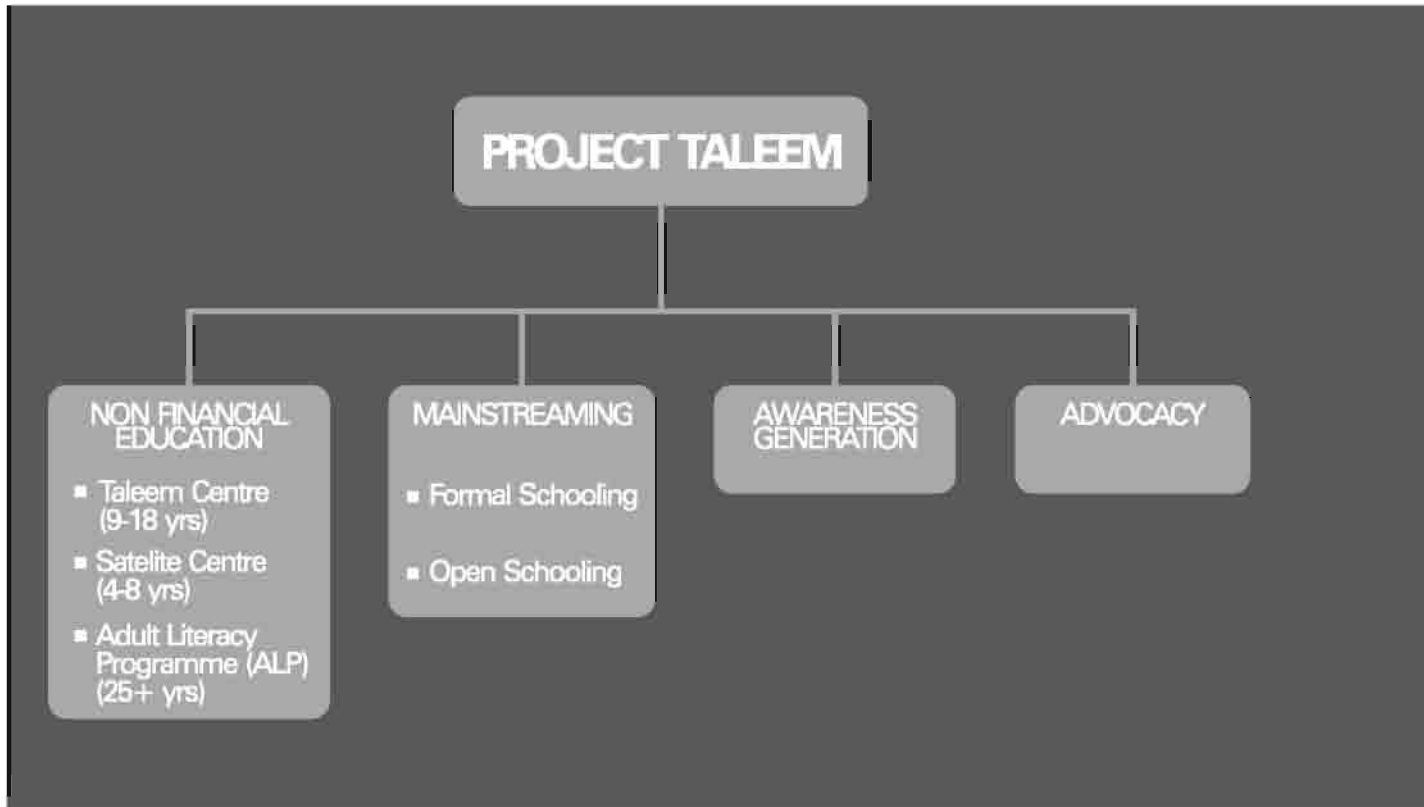 PROJECT TALEEM
NON FINANCIAL
EDUCATION
▪ Taleem Centre
(9-18 yrs)
▪ Satelite Centre
(4-8 yrs)
▪ Adult Literacy
Programme (ALP)
(25+ yrs)
MAINSTREAMING
▪ Formal Schooling
▪ Open Schooling
AWARENESS
GENERATION
ADVOCACY